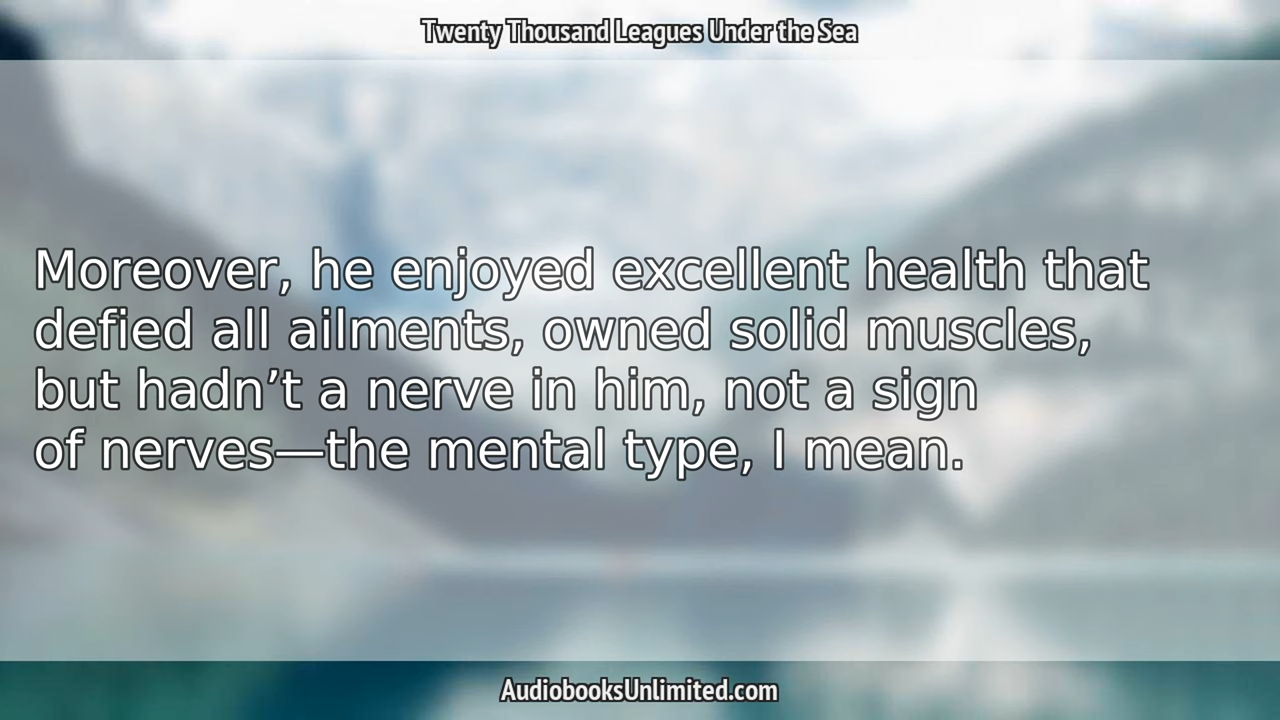 Twenty Thousand Leagues Under the Sea
Moreover, he enjoyed excellent health that
defied all ailments, owned solid muscles,
but hadn’t a nerve in him, not a sign
of nerves—the mental type, I mean.
AudiobooksUnlimited.com